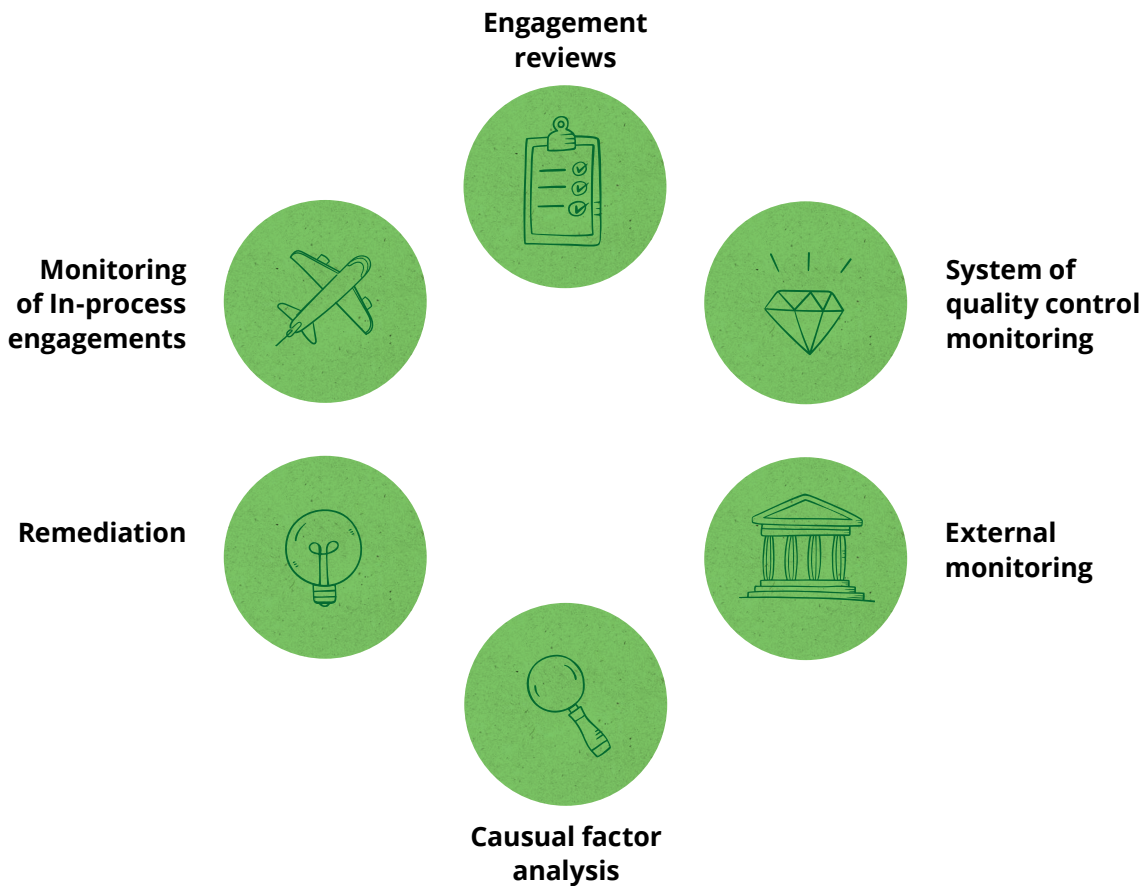 Engagement
reviews
Monitoring
of In-process
engagements
System of
quality control
monitoring
Remediation
External
monitoring
Causual factor
analysis